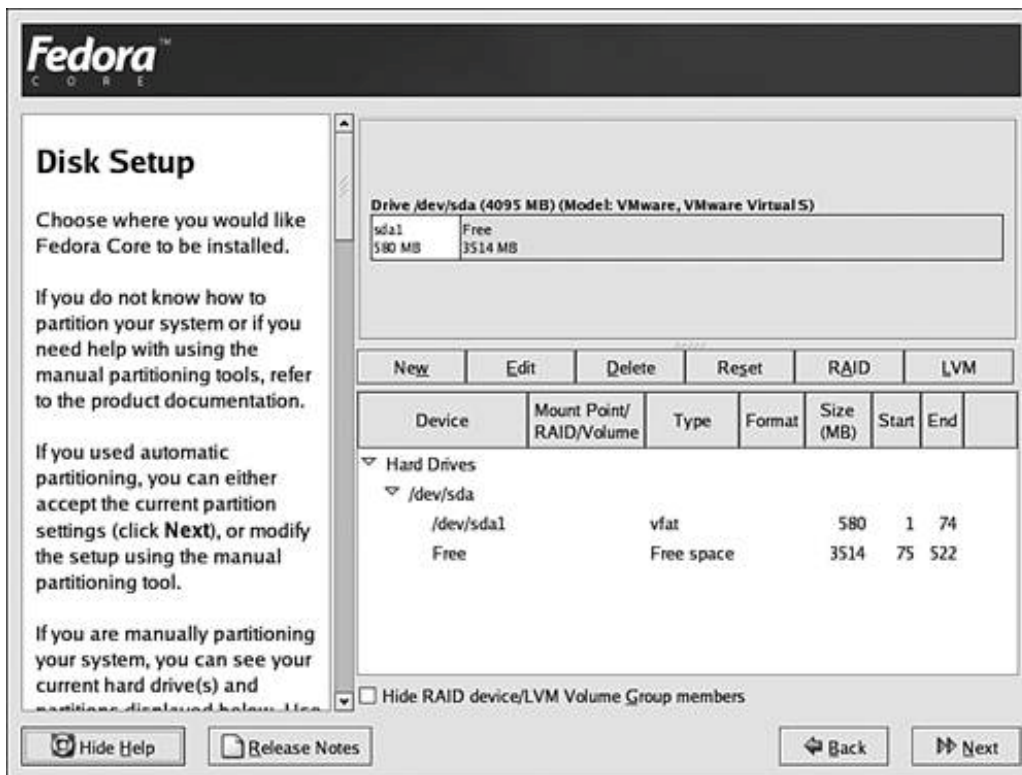 Fedora™
CORE
Disk Setup
Choose where you would like
Fedora Core to be installed.
If you do not know how to
partition your system or if you
need help with using the
manual partitioning tools, refer
to the product documentation.
If you used automatic
partitioning, you can either
accept the current partition
settings (click Next), or modify
the setup using the manual
partitioning tool.
If you are manually partitioning
your system, you can see your
current hard drive(s) and
partitions displayed below. Use
Drive /dev/sda (4095 MB) (Model: VMware, VMware Virtual S)
sda1 Free
580 MB 3514 MB
New Edit Delete Reset RAID LVM
Device Mount Point/ RAID/Volume Type Format Size (MB) Start End
Hard Drives
/dev/sda
/dev/sda1 vfat 580 1 74
Free Free space 3514 75 522
Hide RAID device/LVM Volume Group members
Hide Help Release Notes Back Next